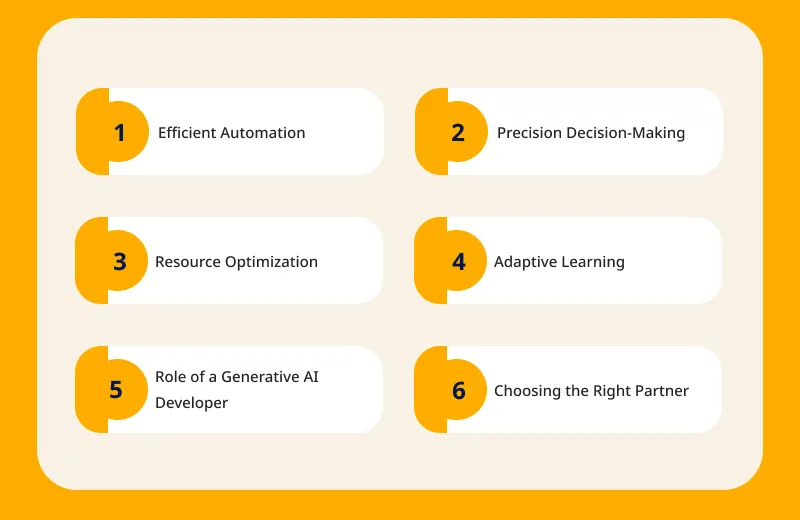 1 Efficient Automation
2 Precision Decision-Making
3 Resource Optimization
4 Adaptive Learning
5 Role of a Generative AI
Developer
6 Choosing the Right Partner